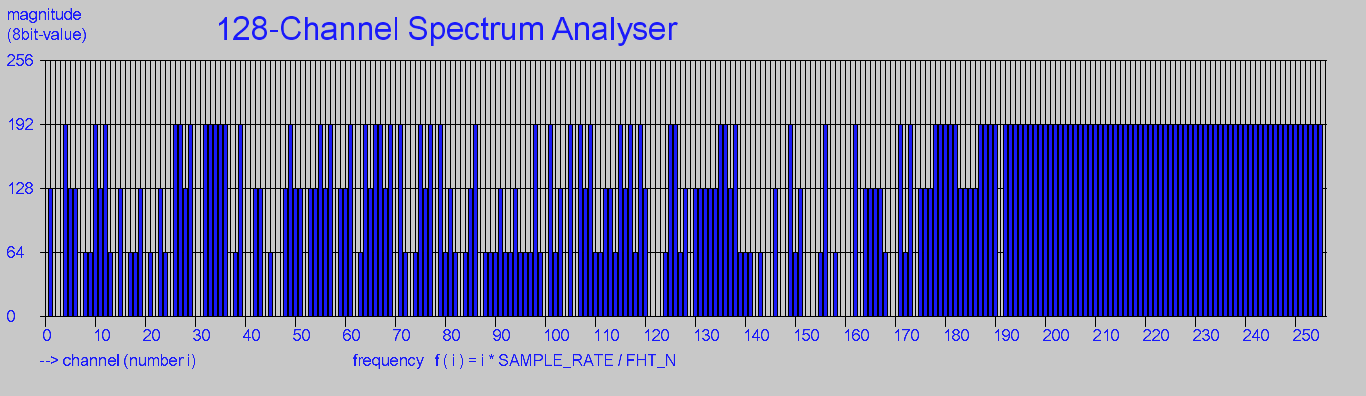 magnitude
(8bit-value)
128-Channel Spectrum Analyser
256
192
128
64
0
0 10 20 30 40 50 60 70 80 90 100 110 120 130 140 150 160 170 180 190 200 210 220 230 240 250
--> channel (number i)
frequency f ( i ) = i * SAMPLE_RATE / FHT_N